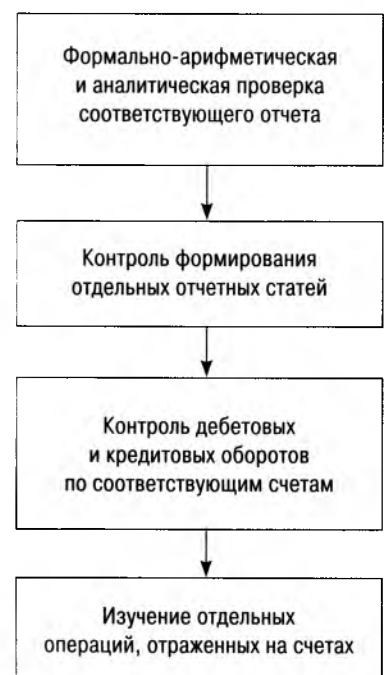 Формально-арифметическая
и аналитическая проверка
соответствующего отчета
Контроль формирования
отдельных отчетных статей
Контроль дебетовых
и кредитовых оборотов
по соответствующим счетам
Изучение отдельных
операций, отраженных на счетах